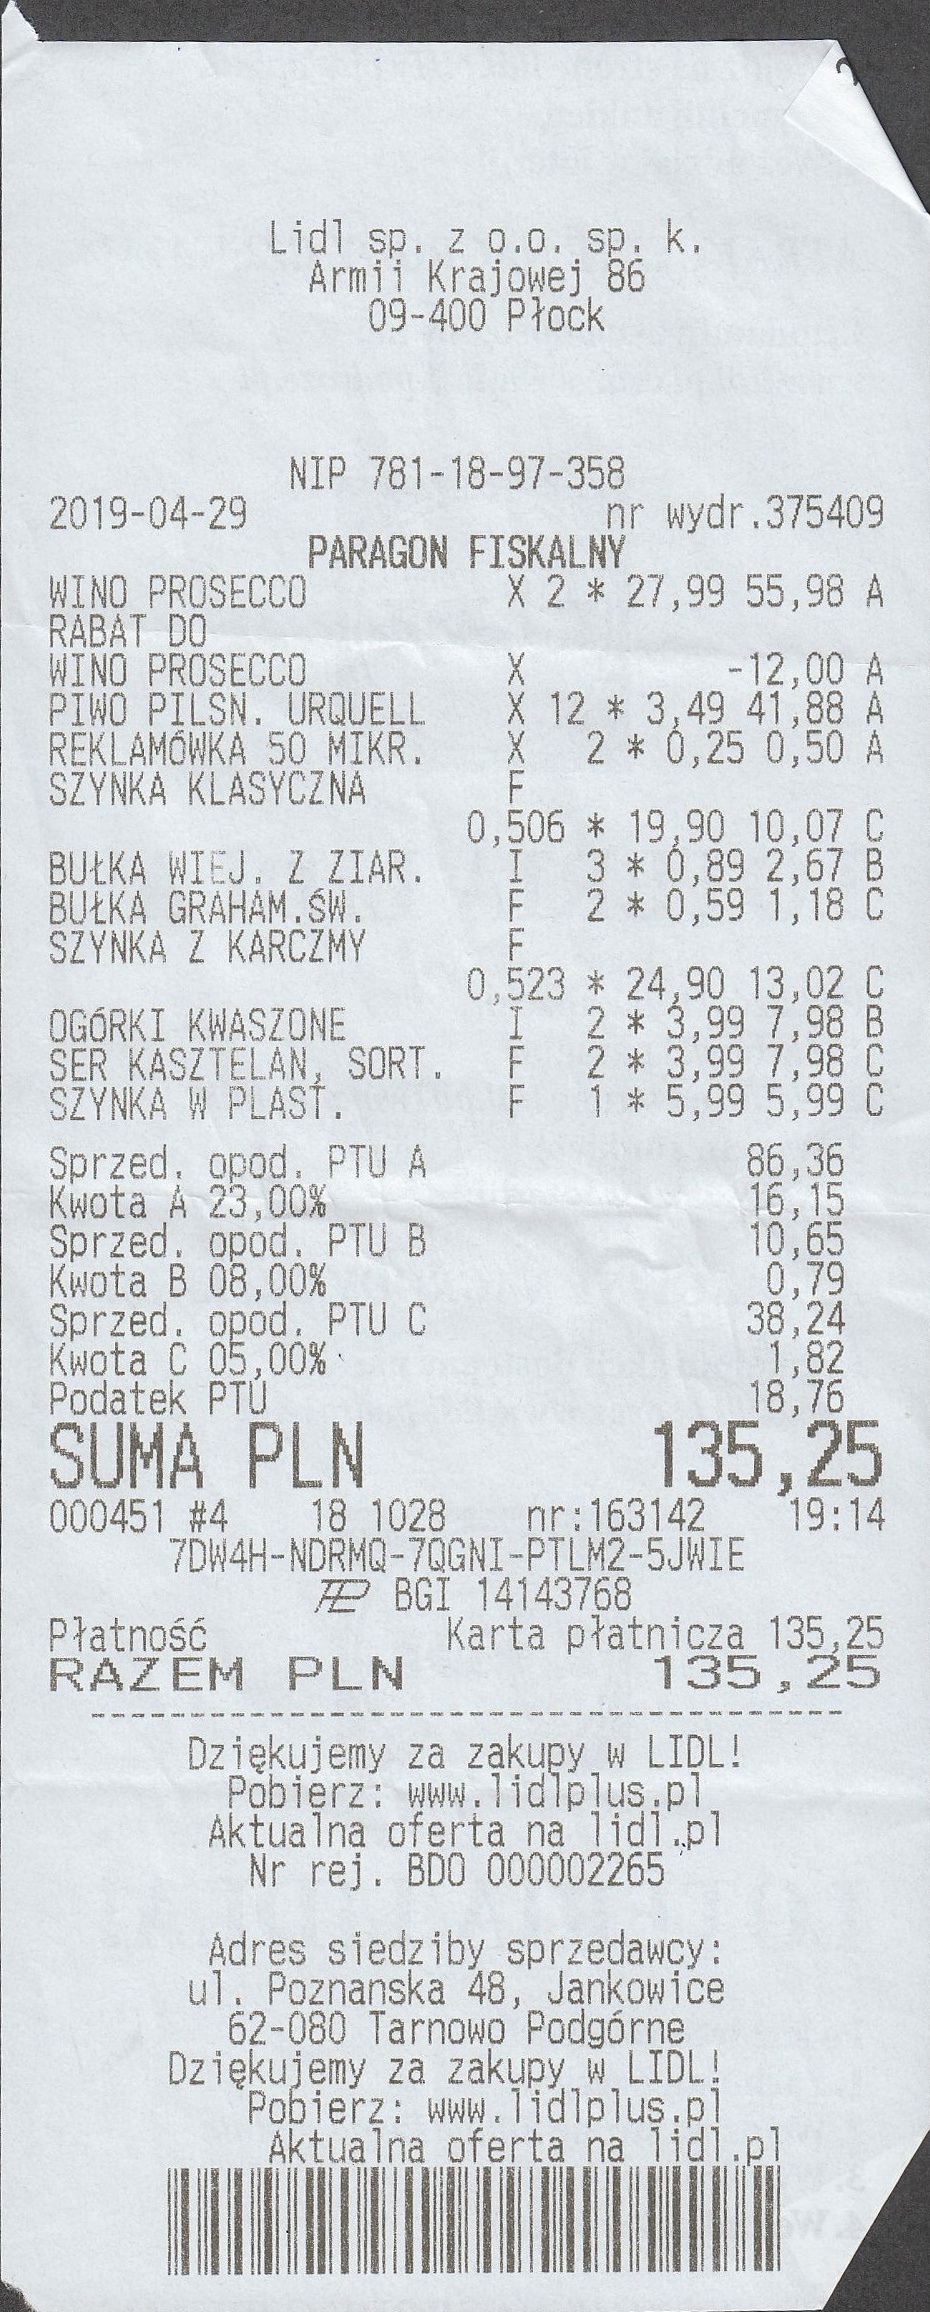 Lidl sp. z o.o. sp. k.
Armii Krajowej 86
09-400 Płock
NIP 781-18-97-358
2019-04-29 nr wydr.375409
PARAGON FISKALNY
WINO PROSECCO X 2 * 27,99 55,98 A
RABAT DO
WINO PROSECCO X -12,00 A
PIWO PILSN. URQUELL X 12 * 3,49 41,88 A
REKLAMÓWKA 50 MIKR. X 2 * 0,25 0,50 A
SZYNKA KLASYCZNA F
0,506 * 19,90 10,07 C
BUŁKA WIEJ. Z ZIAR. I 3 * 0,89 2,67 B
BUŁKA GRAHAM.ŚW. F 2 * 0,59 1,18 C
SZYNKA Z KARCZMY F
0,523 * 24,90 13,02 C
OGÓRKI KWASZONE I 2 * 3,99 7,98 B
SER KASZTELAN, SORT. F 2 * 3,99 7,98 C
SZYNKA W PLAST. F 1 * 5,99 5,99 C
Sprzed. opod. PTU A 86,36
Kwota A 23,00% 16,15
Sprzed. opod. PTU B 10,65
Kwota B 08,00% 0,79
Sprzed. opod. PTU C 38,24
Kwota C 05,00% 1,82
Podatek PTU 18,76
SUMA PLN 135,25
000451 #4 18 1028 nr:163142 19:14
7DW4H-NDRMQ-7QGNI-PTLM2-5JWIE
BGI 14143768
Płatność Karta płatnicza 135,25
RAZEM PLN 135,25
Dziękujemy za zakupy w LIDL!
Pobierz: www.lidlplus.pl
Aktualna oferta na lidl.pl
Nr rej. BDO 000002265
Adres siedziby sprzedawcy:
ul. Poznanska 48, Jankowice
62-080 Tarnowo Podgórne
Dziękujemy za zakupy w LIDL!
Pobierz: www.lidlplus.pl
Aktualna oferta na lidl.pl